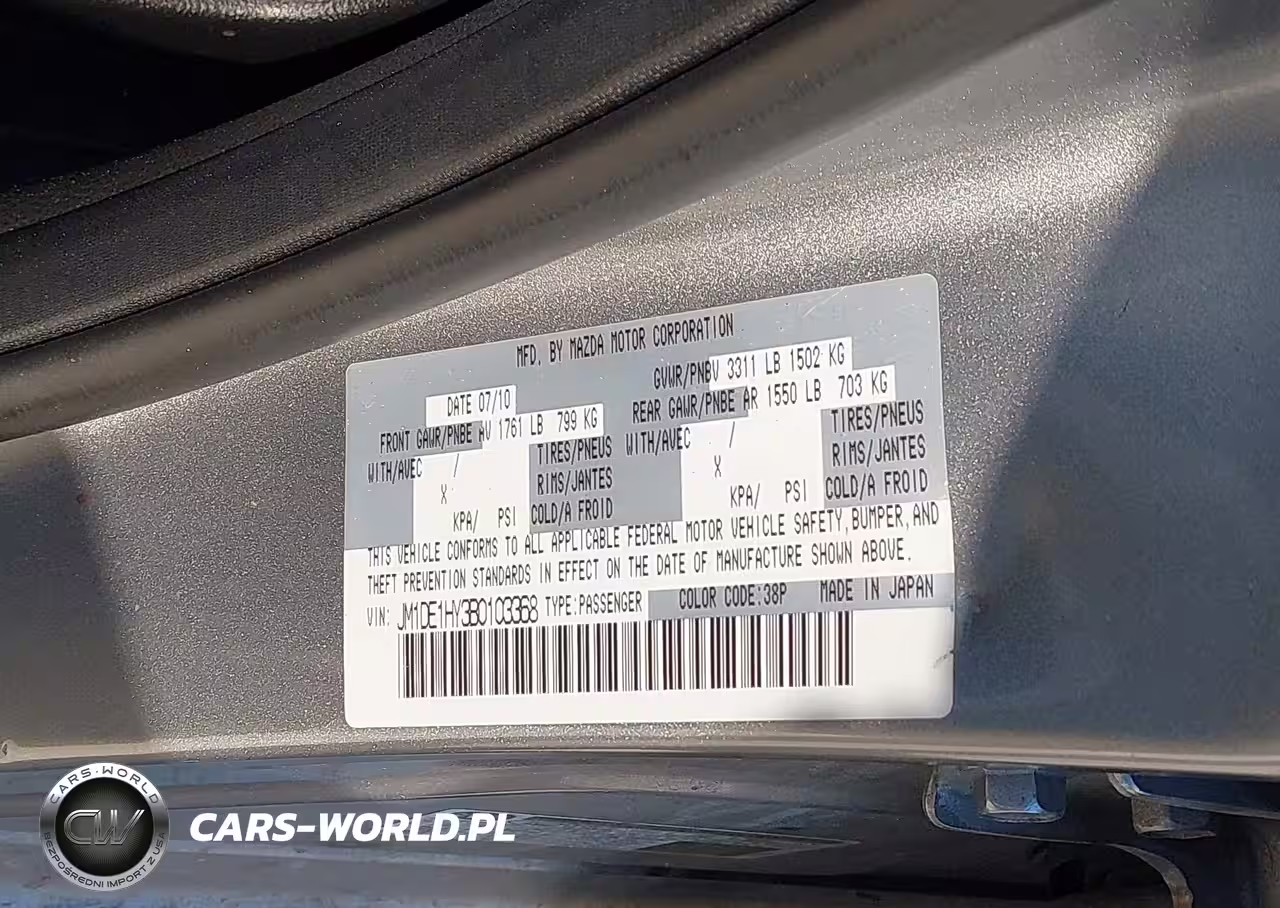 MFD. BY MAZDA MOTOR CORPORATION
DATE 07/10
GVWR/PNBV 3311 LB 1502 KG
FRONT GAWR/PNBE AV 1761 LB 799 KG
REAR GAWR/PNBE AR 1550 LB 703 KG
WITH/AVEC / TIRES/PNEUS
WITH/AVEC / TIRES/PNEUS
X RIMS/JANTES
X RIMS/JANTES
KPA/ PSI COLD/A FROID
KPA/ PSI COLD/A FROID
THIS VEHICLE CONFORMS TO ALL APPLICABLE FEDERAL MOTOR VEHICLE SAFETY, BUMPER, AND
THEFT PREVENTION STANDARDS IN EFFECT ON THE DATE OF MANUFACTURE SHOWN ABOVE.
VIN: JM1DE1HY3B0103368 TYPE:PASSENGER COLOR CODE:38P MADE IN JAPAN
CARS-WORLD
CW
BEZPOŚREDNI IMPORT Z USA
CARS-WORLD.PL